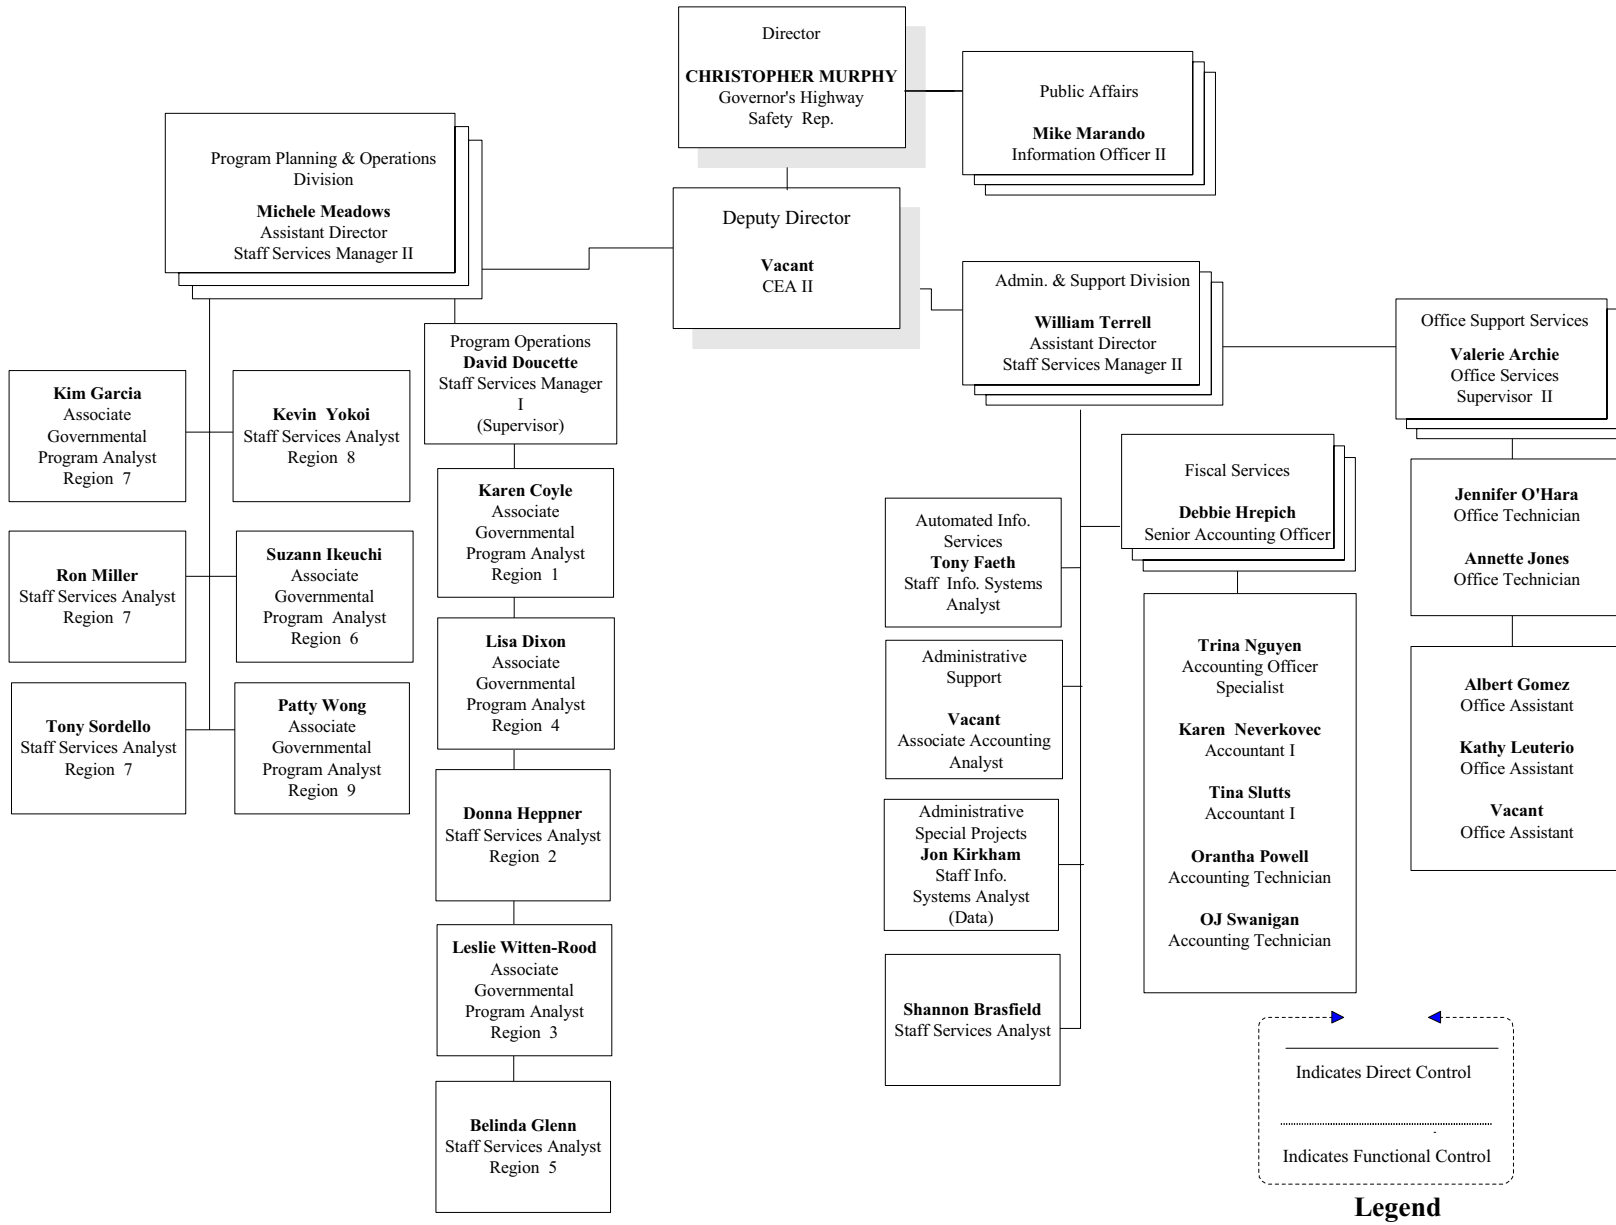 Director
CHRISTOPHER MURPHY
Governor's Highway
Safety Rep.
Public Affairs
Mike Marando
Information Officer II
Program Planning & Operations
Division
Michele Meadows
Assistant Director
Staff Services Manager II
Deputy Director
Vacant
CEA II
Admin. & Support Division
William Terrell
Assistant Director
Staff Services Manager II
Office Support Services
Valerie Archie
Office Services
Supervisor II
Program Operations
David Doucette
Staff Services Manager
I
(Supervisor)
Kim Garcia
Associate
Governmental
Program Analyst
Region 7
Kevin Yokoi
Staff Services Analyst
Region 8
Ron Miller
Staff Services Analyst
Region 7
Suzann Ikeuchi
Associate
Governmental
Program Analyst
Region 6
Tony Sordello
Staff Services Analyst
Region 7
Patty Wong
Associate
Governmental
Program Analyst
Region 9
Karen Coyle
Associate
Governmental
Program Analyst
Region 1
Lisa Dixon
Associate
Governmental
Program Analyst
Region 4
Donna Heppner
Staff Services Analyst
Region 2
Leslie Witten-Rood
Associate
Governmental
Program Analyst
Region 3
Belinda Glenn
Staff Services Analyst
Region 5
Automated Info.
Services
Tony Faeth
Staff Info. Systems
Analyst
Administrative
Support
Vacant
Associate Accounting
Analyst
Administrative
Special Projects
Jon Kirkham
Staff Info.
Systems Analyst
(Data)
Shannon Brasfield
Staff Services Analyst
Fiscal Services
Debbie Hrepich
Senior Accounting Officer
Trina Nguyen
Accounting Officer
Specialist
Karen Neverkovec
Accountant I
Tina Slutts
Accountant I
Orantha Powell
Accounting Technician
OJ Swanigan
Accounting Technician
Jennifer O'Hara
Office Technician
Annette Jones
Office Technician
Albert Gomez
Office Assistant
Kathy Leuterio
Office Assistant
Vacant
Office Assistant
Indicates Direct Control
Indicates Functional Control
Legend